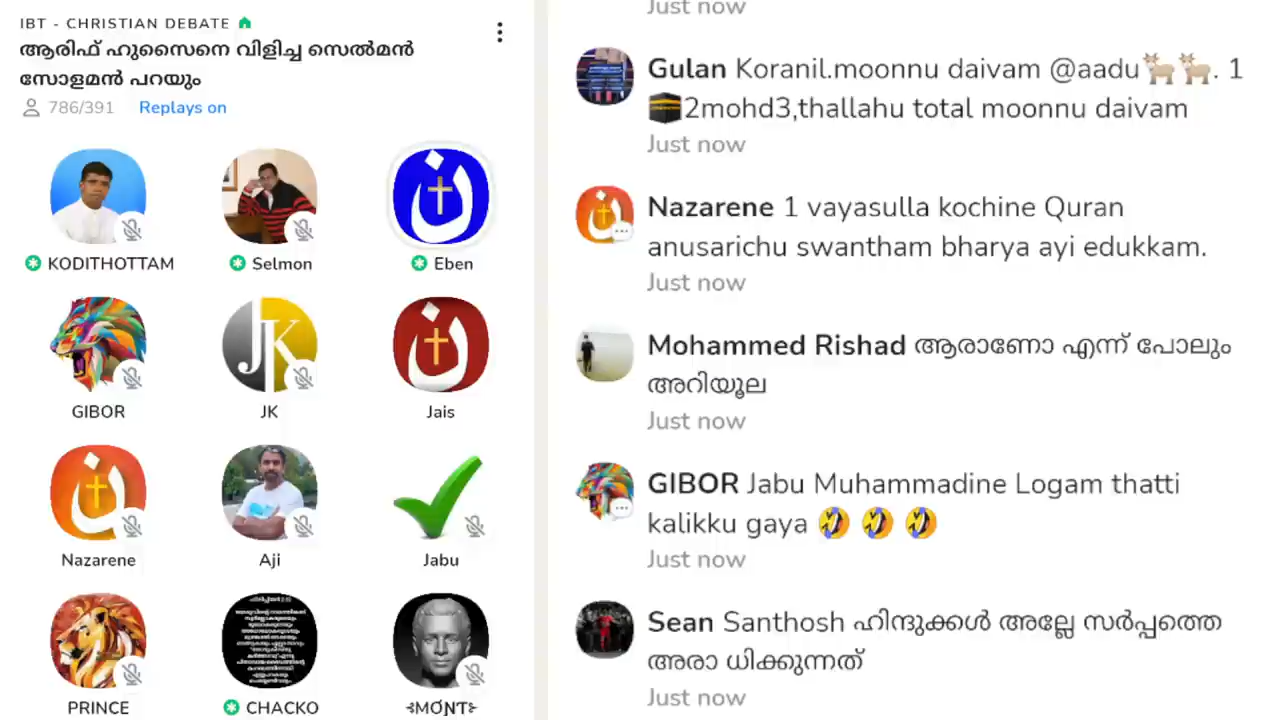 IBT - CHRISTIAN DEBATE
ആരിഫ് ഹുസൈനെ വിളിച്ച സെൽമൻ
സോളമൻ പറയും
786/391 Replays on
KODITHOTTAM
Selmon
Eben
GIBOR
JK
JK
Jais
Nazarene
Aji
Jabu
PRINCE
CHACKO
Just now
Gulan Koranil.moonnu daivam @aadu🐐🐐. 1
🕋2mohd3,thallahu total moonnu daivam
Just now
Nazarene 1 vayasulla kochine Quran
anusarichu swantham bharya ayi edukkam.
Just now
Mohammed Rishad ആരാണോ എന്ന് പോലും
അറിയൂല
Just now
GIBOR Jabu Muhammadine Logam thatti
kalikku gaya 🤣 🤣 🤣
Just now
Sean Santhosh ഹിന്ദുക്കൾ അല്ലേ സർപ്പത്തെ
അരാ ധിക്കുന്നത്
Just now